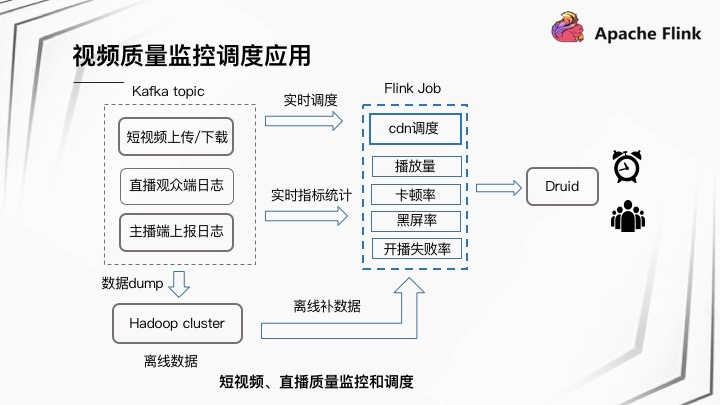 Apache Flink
视频质量监控调度应用
Kafka topic
实时调度
Flink Job
短视频上传/下载
cdn调度
播放量
直播观众端日志
实时指标统计
卡顿率
Druid
主播端上报日志
黑屏率
开播失败率
数据dump
Hadoop cluster
离线补数据
离线数据
短视频、直播质量监控和调度